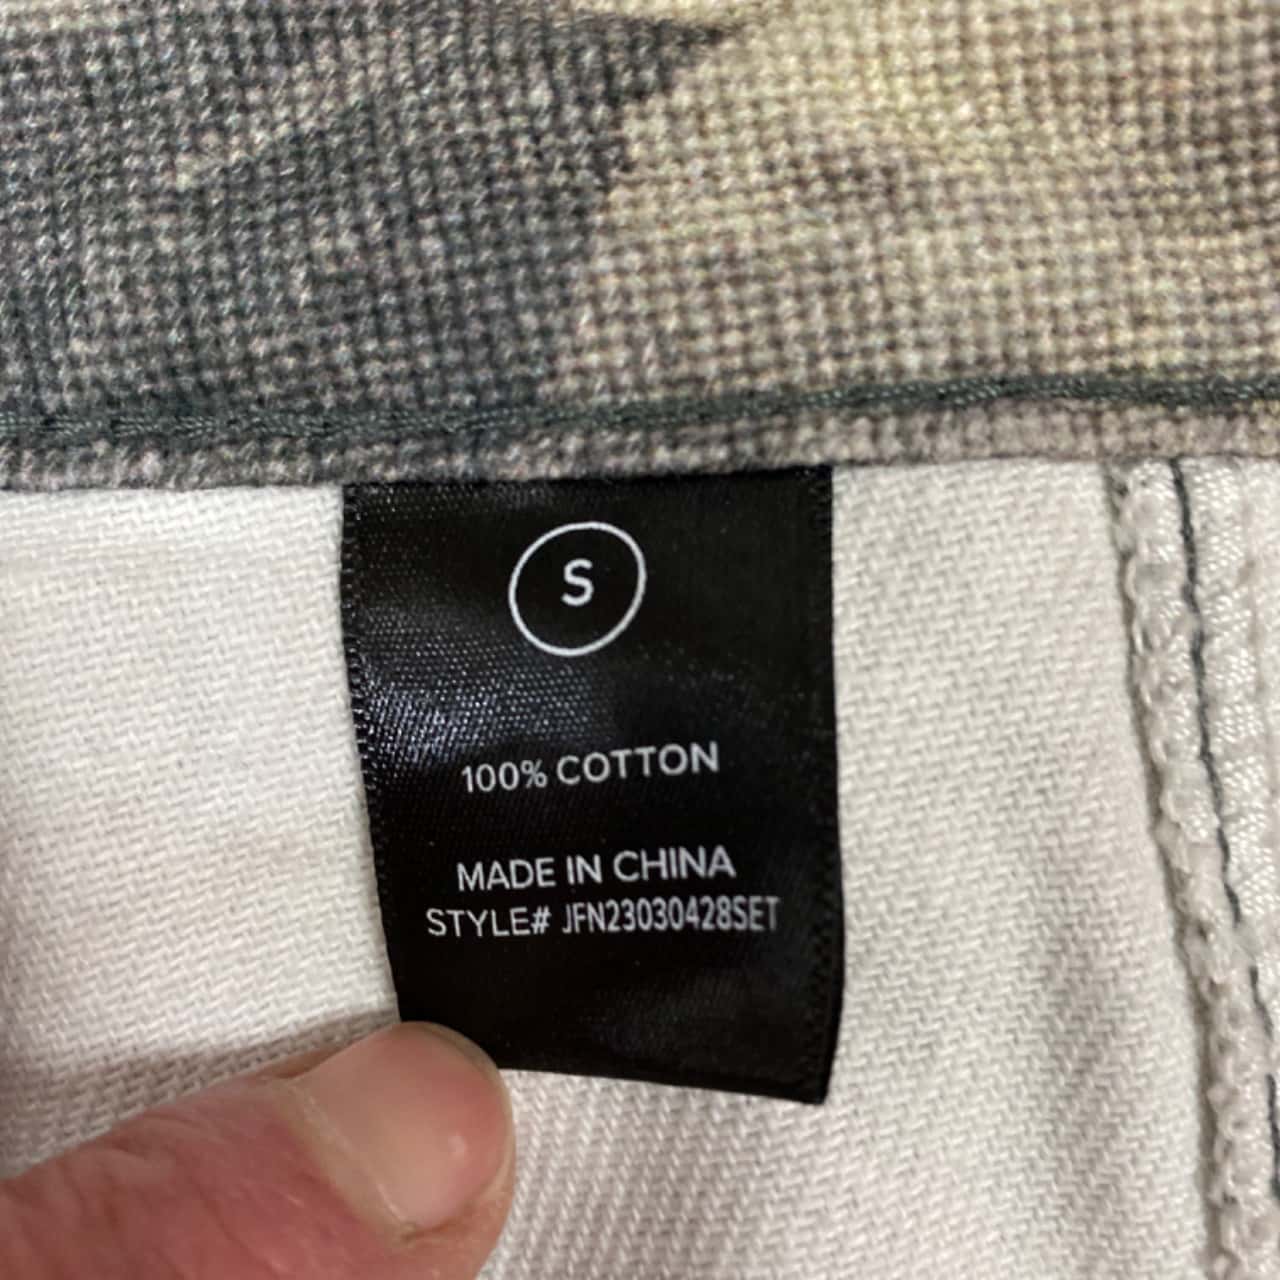 S
100% COTTON
MADE IN CHINA
STYLE# JFN23030428SET